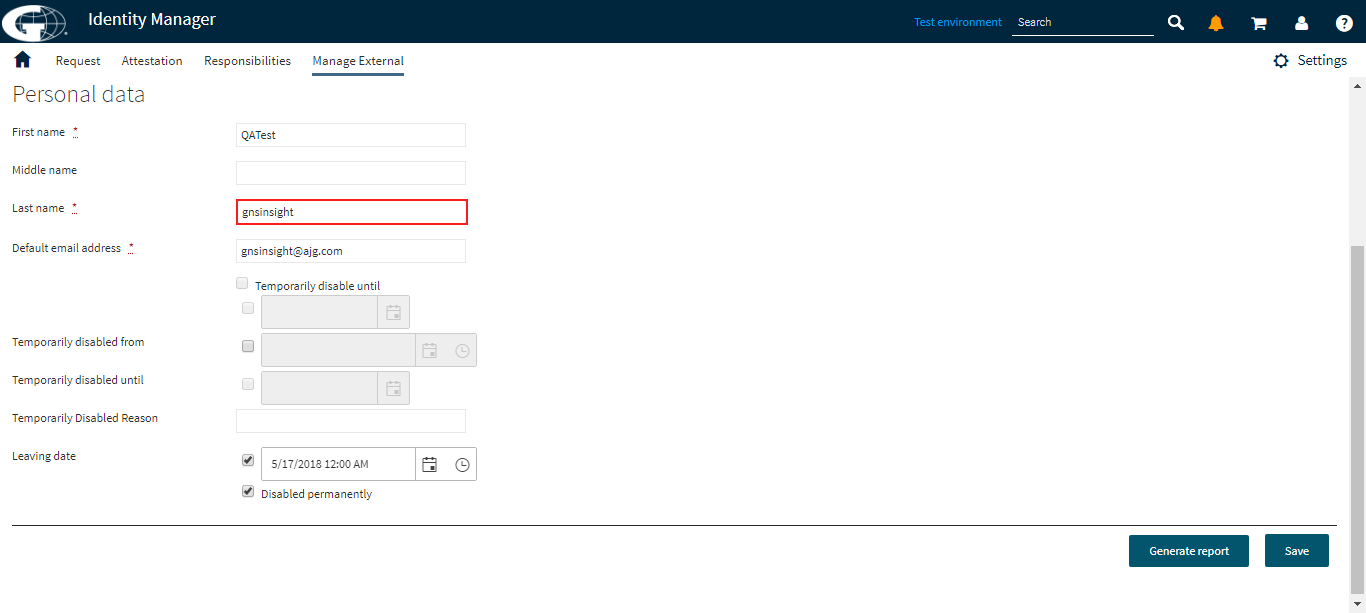 Identity Manager
Test environment
Search
Request
Attestation
Responsibilities
Manage External
Settings
Personal data
First name *
QATest
Middle name
Last name *
gnsinsight
Default email address *
gnsinsight@ajg.com
Temporarily disable until
Temporarily disabled from
Temporarily disabled until
Temporarily Disabled Reason
Leaving date
5/17/2018 12:00 AM
Disabled permanently
Generate report
Save